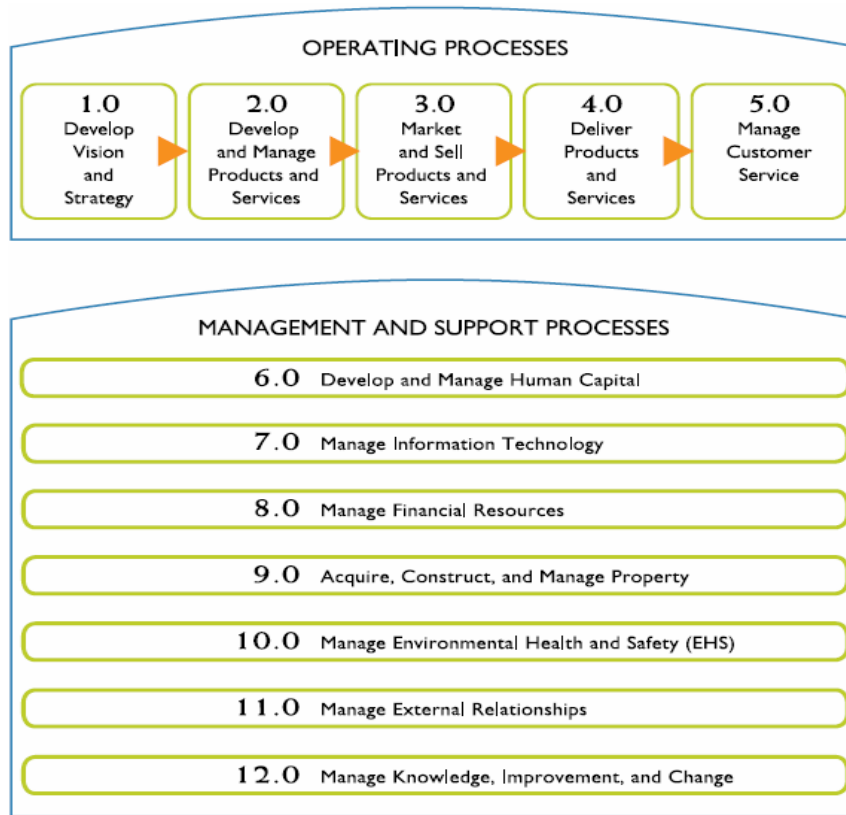 OPERATING PROCESSES
1.0
Develop
Vision
and
Strategy
2.0
Develop
and Manage
Products and
Services
3.0
Market
and Sell
Products and
Services
4.0
Deliver
Products
and
Services
5.0
Manage
Customer
Service
MANAGEMENT AND SUPPORT PROCESSES
6.0 Develop and Manage Human Capital
7.0 Manage Information Technology
8.0 Manage Financial Resources
9.0 Acquire, Construct, and Manage Property
10.0 Manage Environmental Health and Safety (EHS)
11.0 Manage External Relationships
12.0 Manage Knowledge, Improvement, and Change